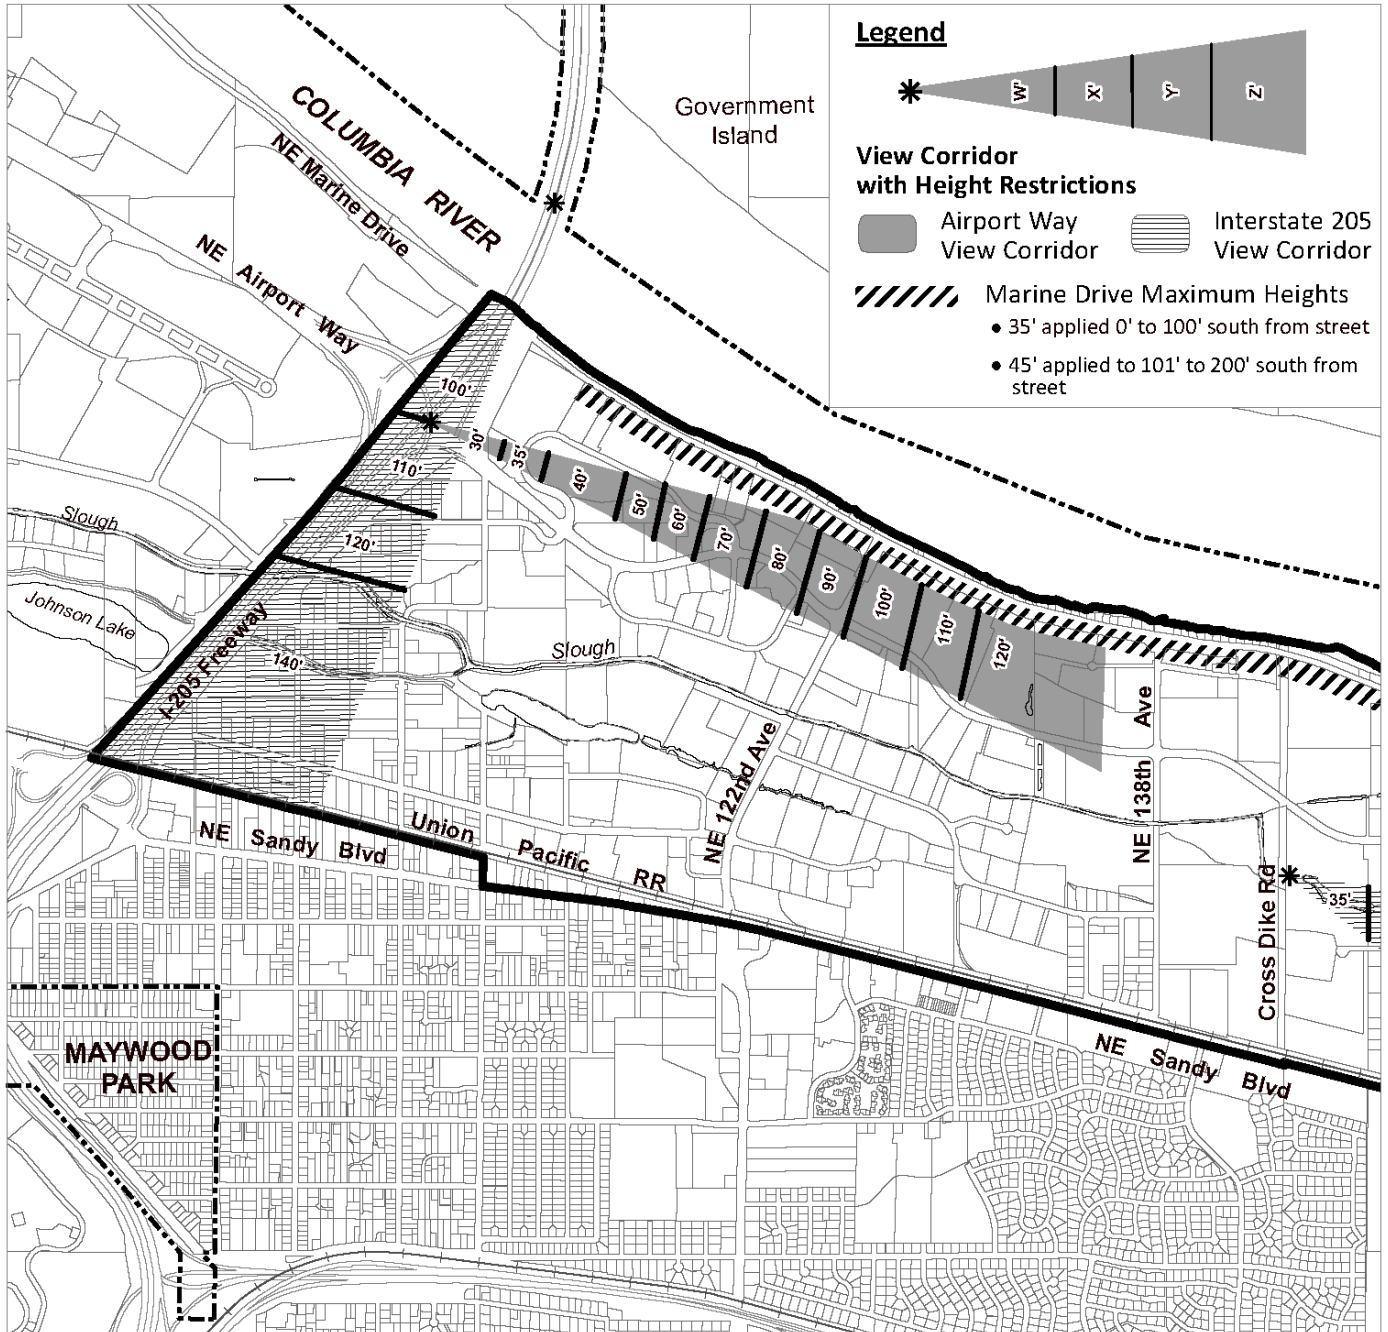 Legend
W'
X'
Y'
Z'
View Corridor
with Height Restrictions
Airport Way
View Corridor
Interstate 205
View Corridor
Marine Drive Maximum Heights
• 35' applied 0' to 100' south from street
• 45' applied to 101' to 200' south from
street
Government
Island
COLUMBIA RIVER
NE Marine Drive
NE Airport Way
100'
110'
120'
140'
30'
35'
40'
50'
60'
70'
80'
90'
100'
110'
120'
Slough
Johnson Lake
I-205 Freeway
Slough
NE 122nd Ave
NE 138th Ave
Cross Dike Rd
35'
NE Sandy Blvd
Union Pacific RR
NE Sandy Blvd
MAYWOOD
PARK